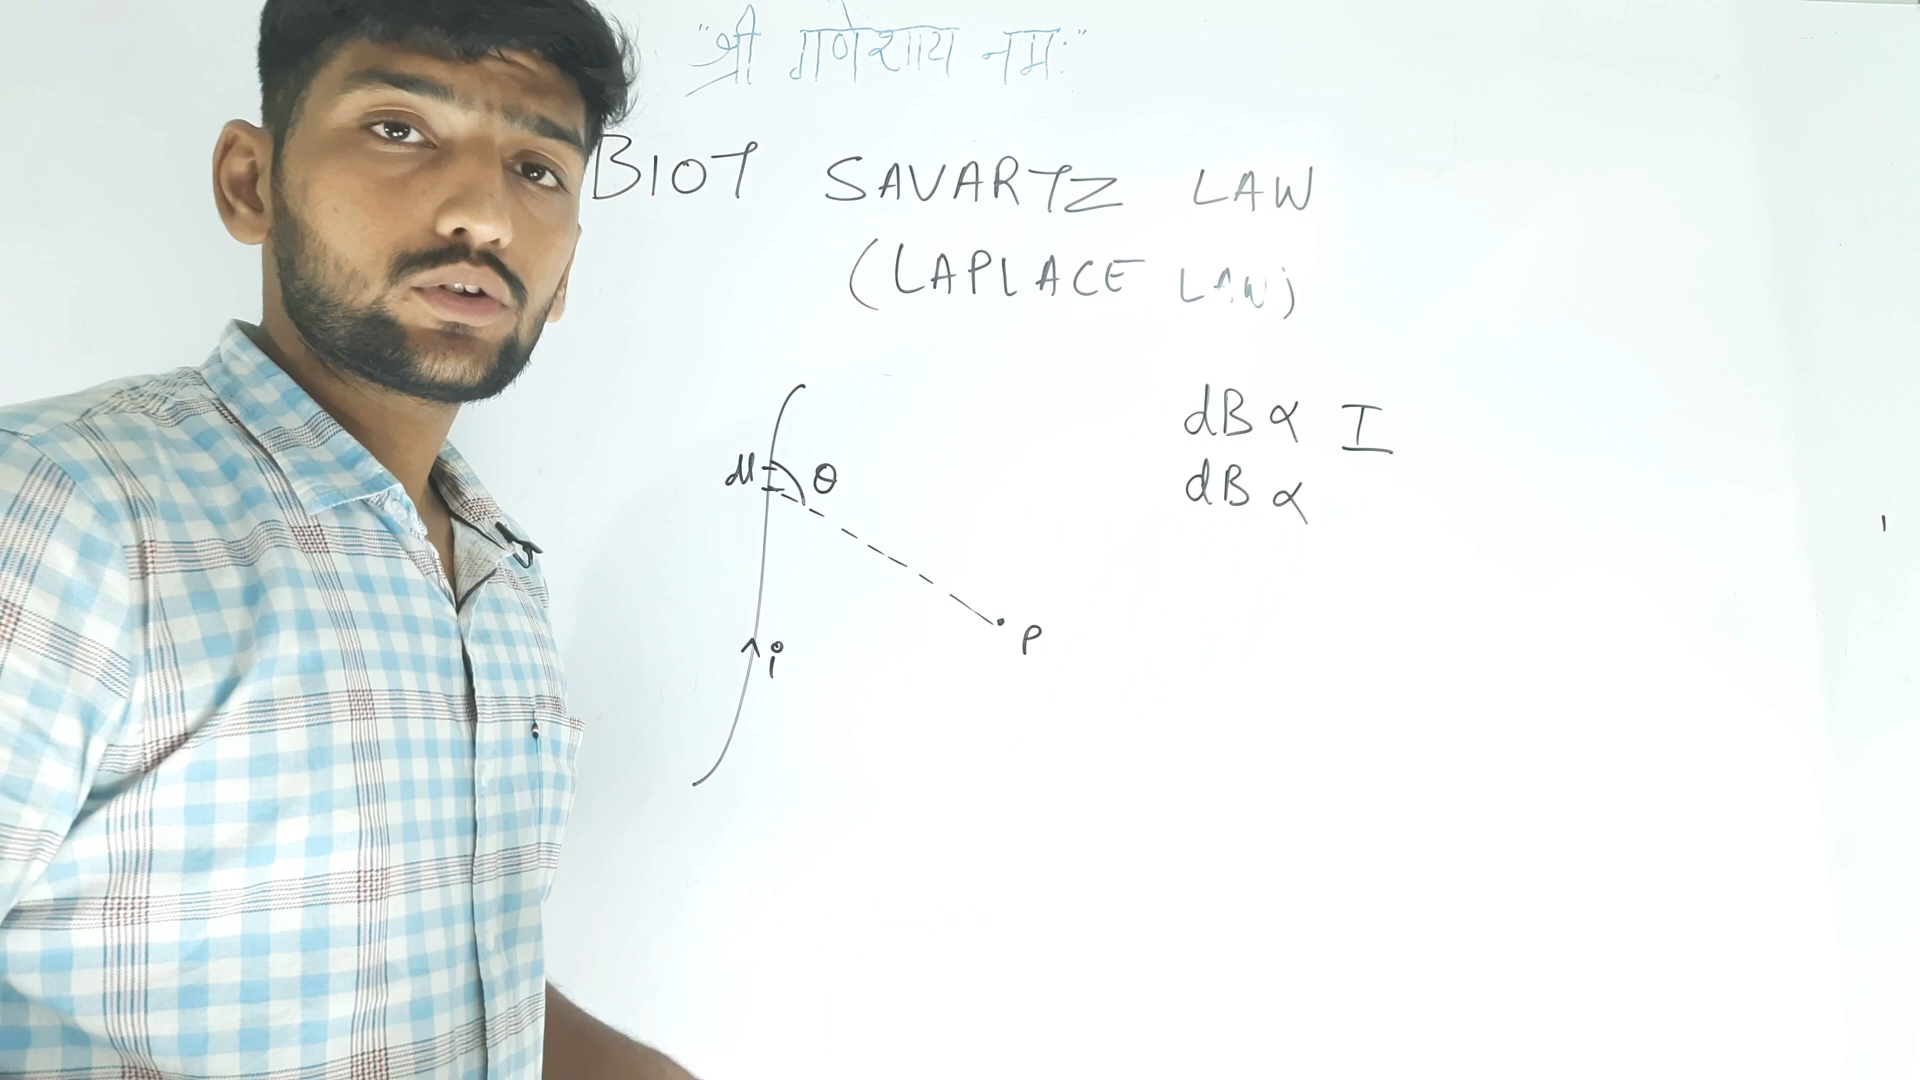 "श्री गणेशाय नमः"
BIOT SAVARTZ LAW
(LAPLACE LAW)
dB ∝ I
dB ∝
dl θ
P
i